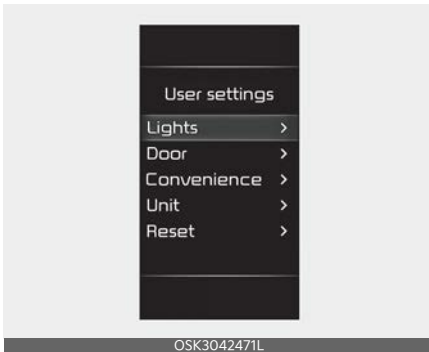 User settings
Lights >
Door >
Convenience >
Unit >
Reset >
OSK3042471L